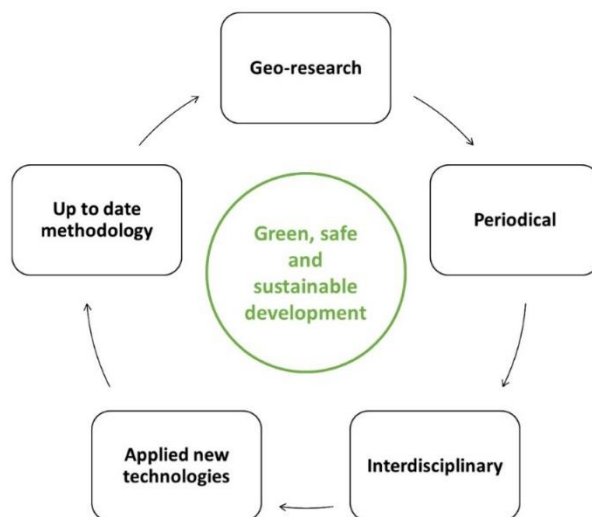 Geo-research
Up to date
methodology
Periodical
Green, safe
and
sustainable
development
Applied new
technologies
Interdisciplinary